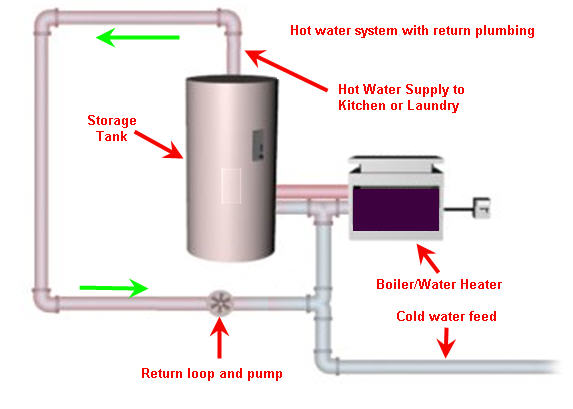 Hot water system with return plumbing
Hot Water Supply to
Kitchen or Laundry
Storage
Tank
Boiler/Water Heater
Cold water feed
Return loop and pump